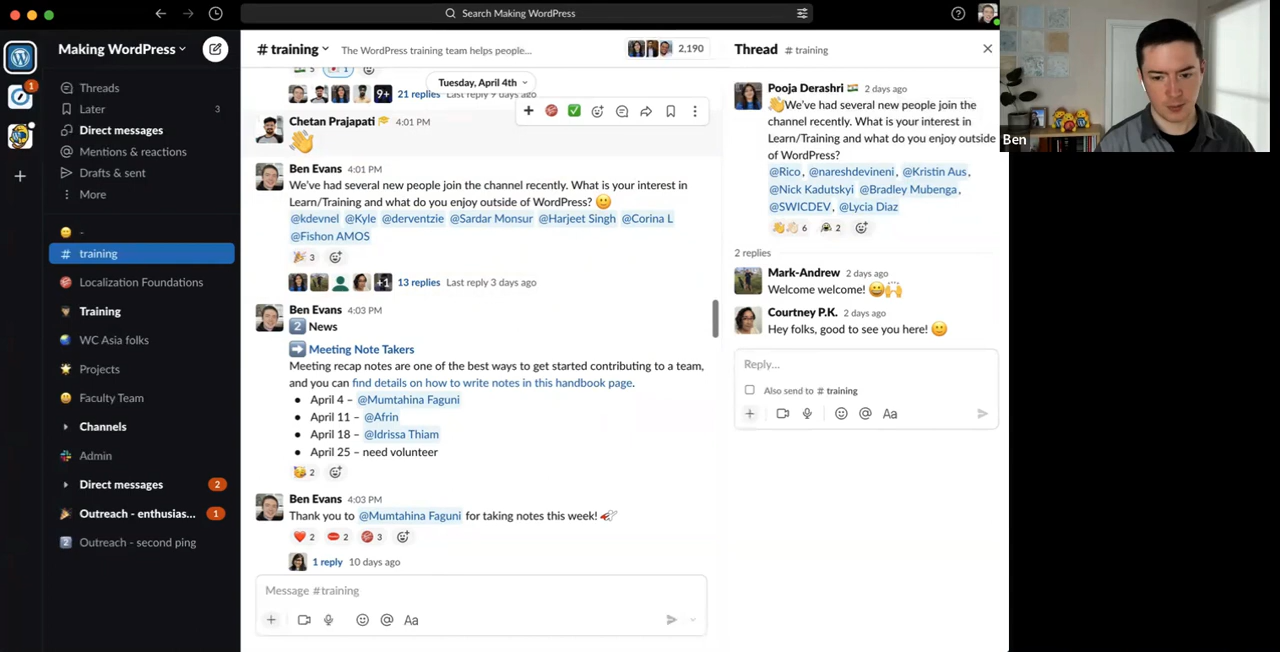 Search Making WordPress
Making WordPress
1
Threads
Later 3
Direct messages
Mentions & reactions
Drafts & sent
More
-
# training
Localization Foundations
Training
WC Asia folks
Projects
Faculty Team
Channels
Admin
Direct messages 2
Outreach - enthusias... 1
Outreach - second ping
# training The WordPress training team helps people... 2,190
5 1
Tuesday, April 4th
9+ 21 replies Last reply 9 days ago
Chetan Prajapati 4:01 PM
Ben Evans 4:01 PM
We've had several new people join the channel recently. What is your interest in
Learn/Training and what do you enjoy outside of WordPress?
@kdevnel @Kyle @derventzie @Sardar Monsur @Harjeet Singh @Corina L
@Fishon AMOS
3
+1 13 replies Last reply 3 days ago
Ben Evans 4:03 PM
2 News
Meeting Note Takers
Meeting recap notes are one of the best ways to get started contributing to a team,
and you can find details on how to write notes in this handbook page.
• April 4 – @Mumtahina Faguni
• April 11 – @Afrin
• April 18 – @Idrissa Thiam
• April 25 – need volunteer
2
Ben Evans 4:03 PM
Thank you to @Mumtahina Faguni for taking notes this week!
2 2 3
1 reply 10 days ago
Message #training
Aa
Thread # training
Pooja Derashri 2 days ago
We've had several new people join the
channel recently. What is your interest in
Learn/Training and what do you enjoy outside
of WordPress?
@Rico, @nareshdevineni, @Kristin Aus,
@Nick Kadutskyi, @Bradley Mubenga,
@SWICDEV, @Lycia Diaz
6 2
2 replies
Mark-Andrew 2 days ago
Welcome welcome!
Courtney P.K. 2 days ago
Hey folks, good to see you here!
Reply...
Also send to # training
Aa
Ben